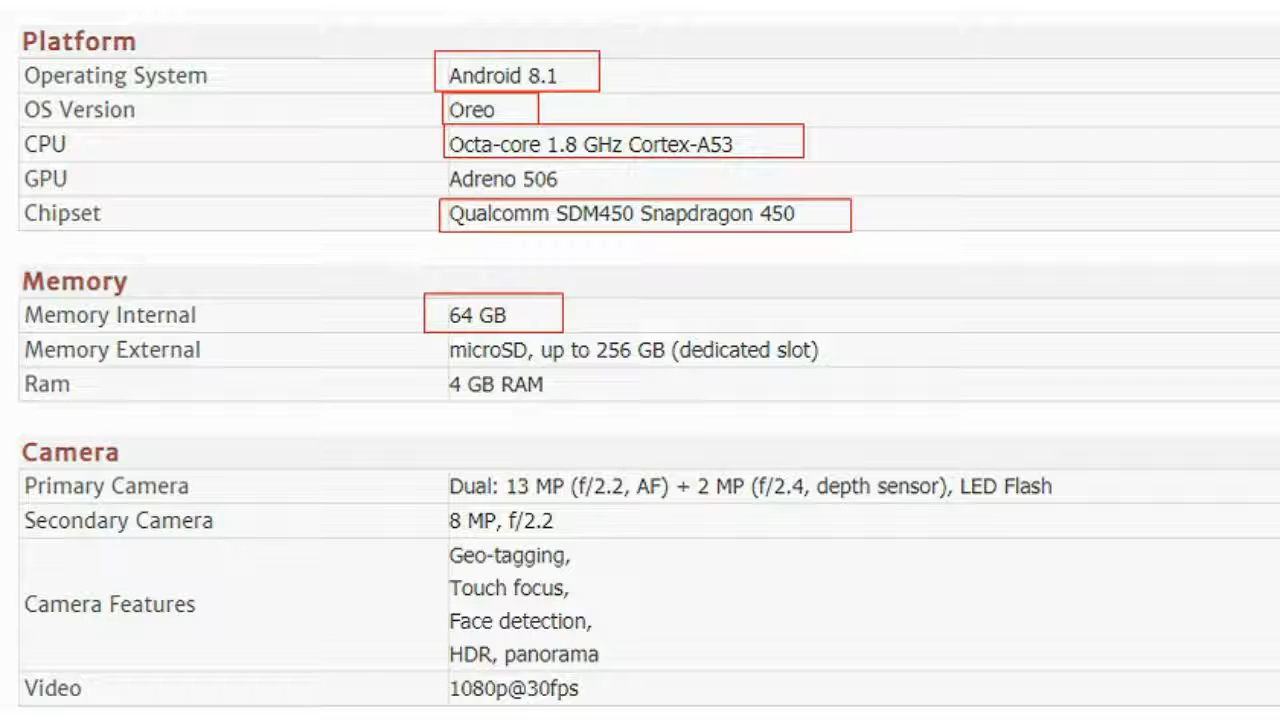 Platform
Operating System Android 8.1
OS Version Oreo
CPU Octa-core 1.8 GHz Cortex-A53
GPU Adreno 506
Chipset Qualcomm SDM450 Snapdragon 450
Memory
Memory Internal 64 GB
Memory External microSD, up to 256 GB (dedicated slot)
Ram 4 GB RAM
Camera
Primary Camera Dual: 13 MP (f/2.2, AF) + 2 MP (f/2.4, depth sensor), LED Flash
Secondary Camera 8 MP, f/2.2
Camera Features
Geo-tagging,
Touch focus,
Face detection,
HDR, panorama
Video 1080p@30fps